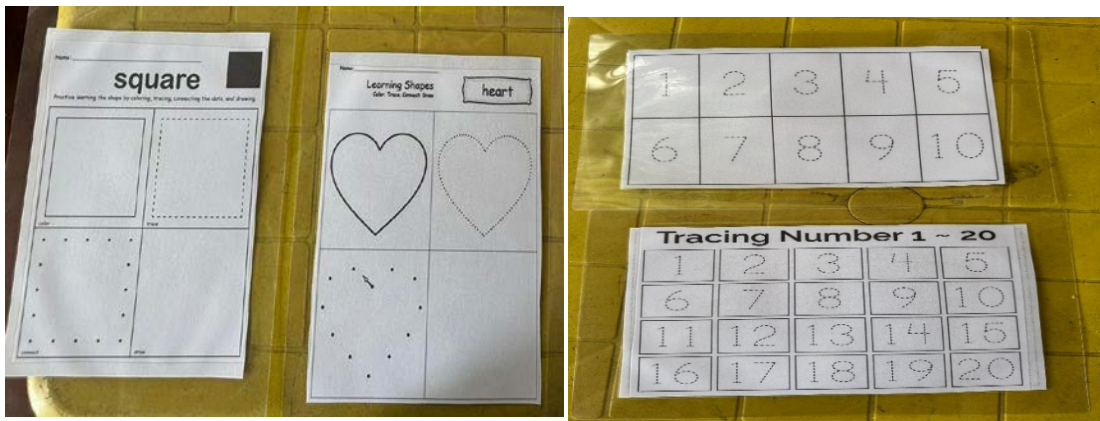 Name:
square
Practice learning the shape by coloring, tracing, connecting the dots, and drawing
color
trace
connect
draw
Name:
Learning Shapes
Color. Trace. Connect. Draw
heart
1 2 3 4 5
6 7 8 9 10
Tracing Number 1 ~ 20
1 2 3 4 5
6 7 8 9 10
11 12 13 14 15
16 17 18 19 20